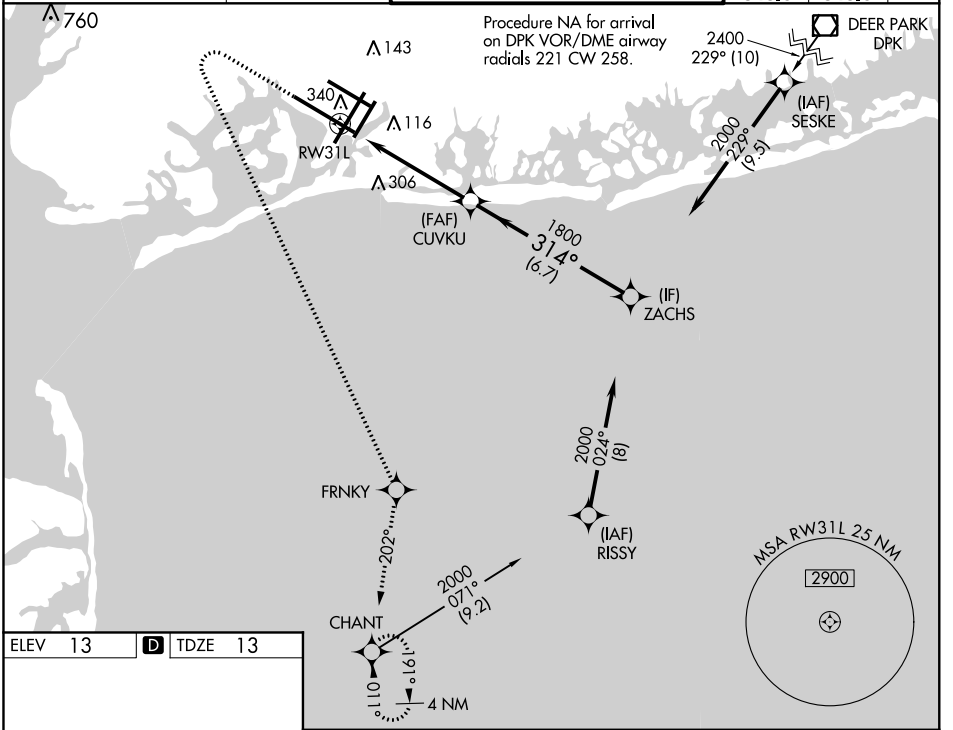 760
143
340
116
RW31L
306
Procedure NA for arrival
on DPK VOR/DME airway
radials 221 CW 258.
2400
229° (10)
DEER PARK
DPK
(IAF)
SESKE
2000
229°
(9.5)
(FAF)
CUVKU
1800
314°
(6.7)
(IF)
ZACHS
2000
024°
(8)
FRNKY
(IAF)
RISSY
202°
2000
071°
(9.2)
CHANT
191°
011°
4 NM
MSA RW31L 25 NM
2900
ELEV 13 D TDZE 13